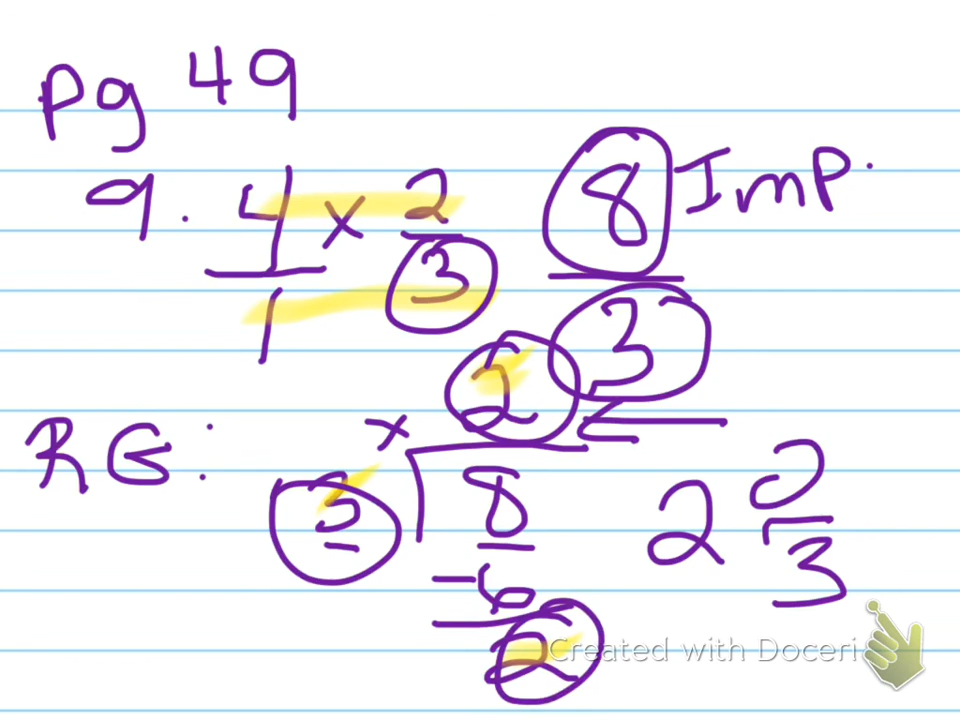 Pg 49
9. 4/1 x 2/3 8/3 Imp.
2
RG: x 3 8 2 2/3
-6
2
Created with Doceri